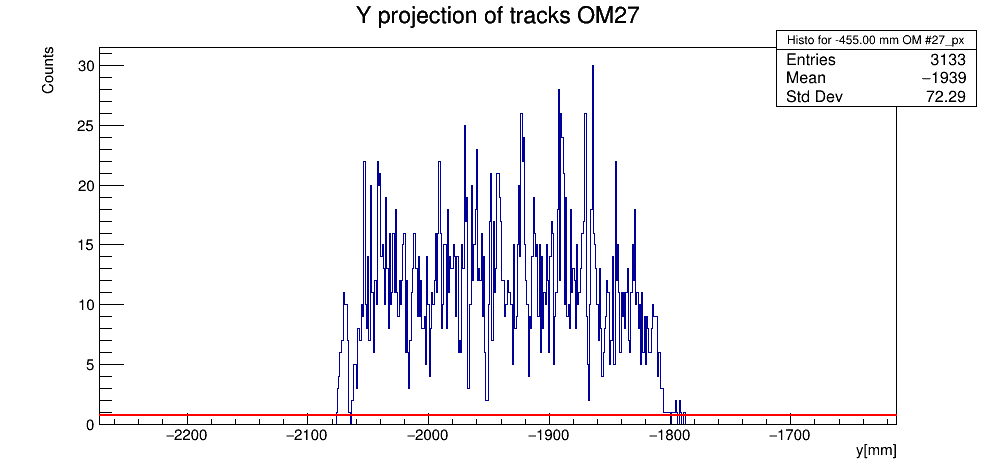 Y projection of tracks OM27
Histo for -455.00 mm OM #27_px
Entries 3133
Mean −1939
Std Dev 72.29
Counts
30
25
20
15
10
5
0
−2200 −2100 −2000 −1900 −1800 −1700
y[mm]